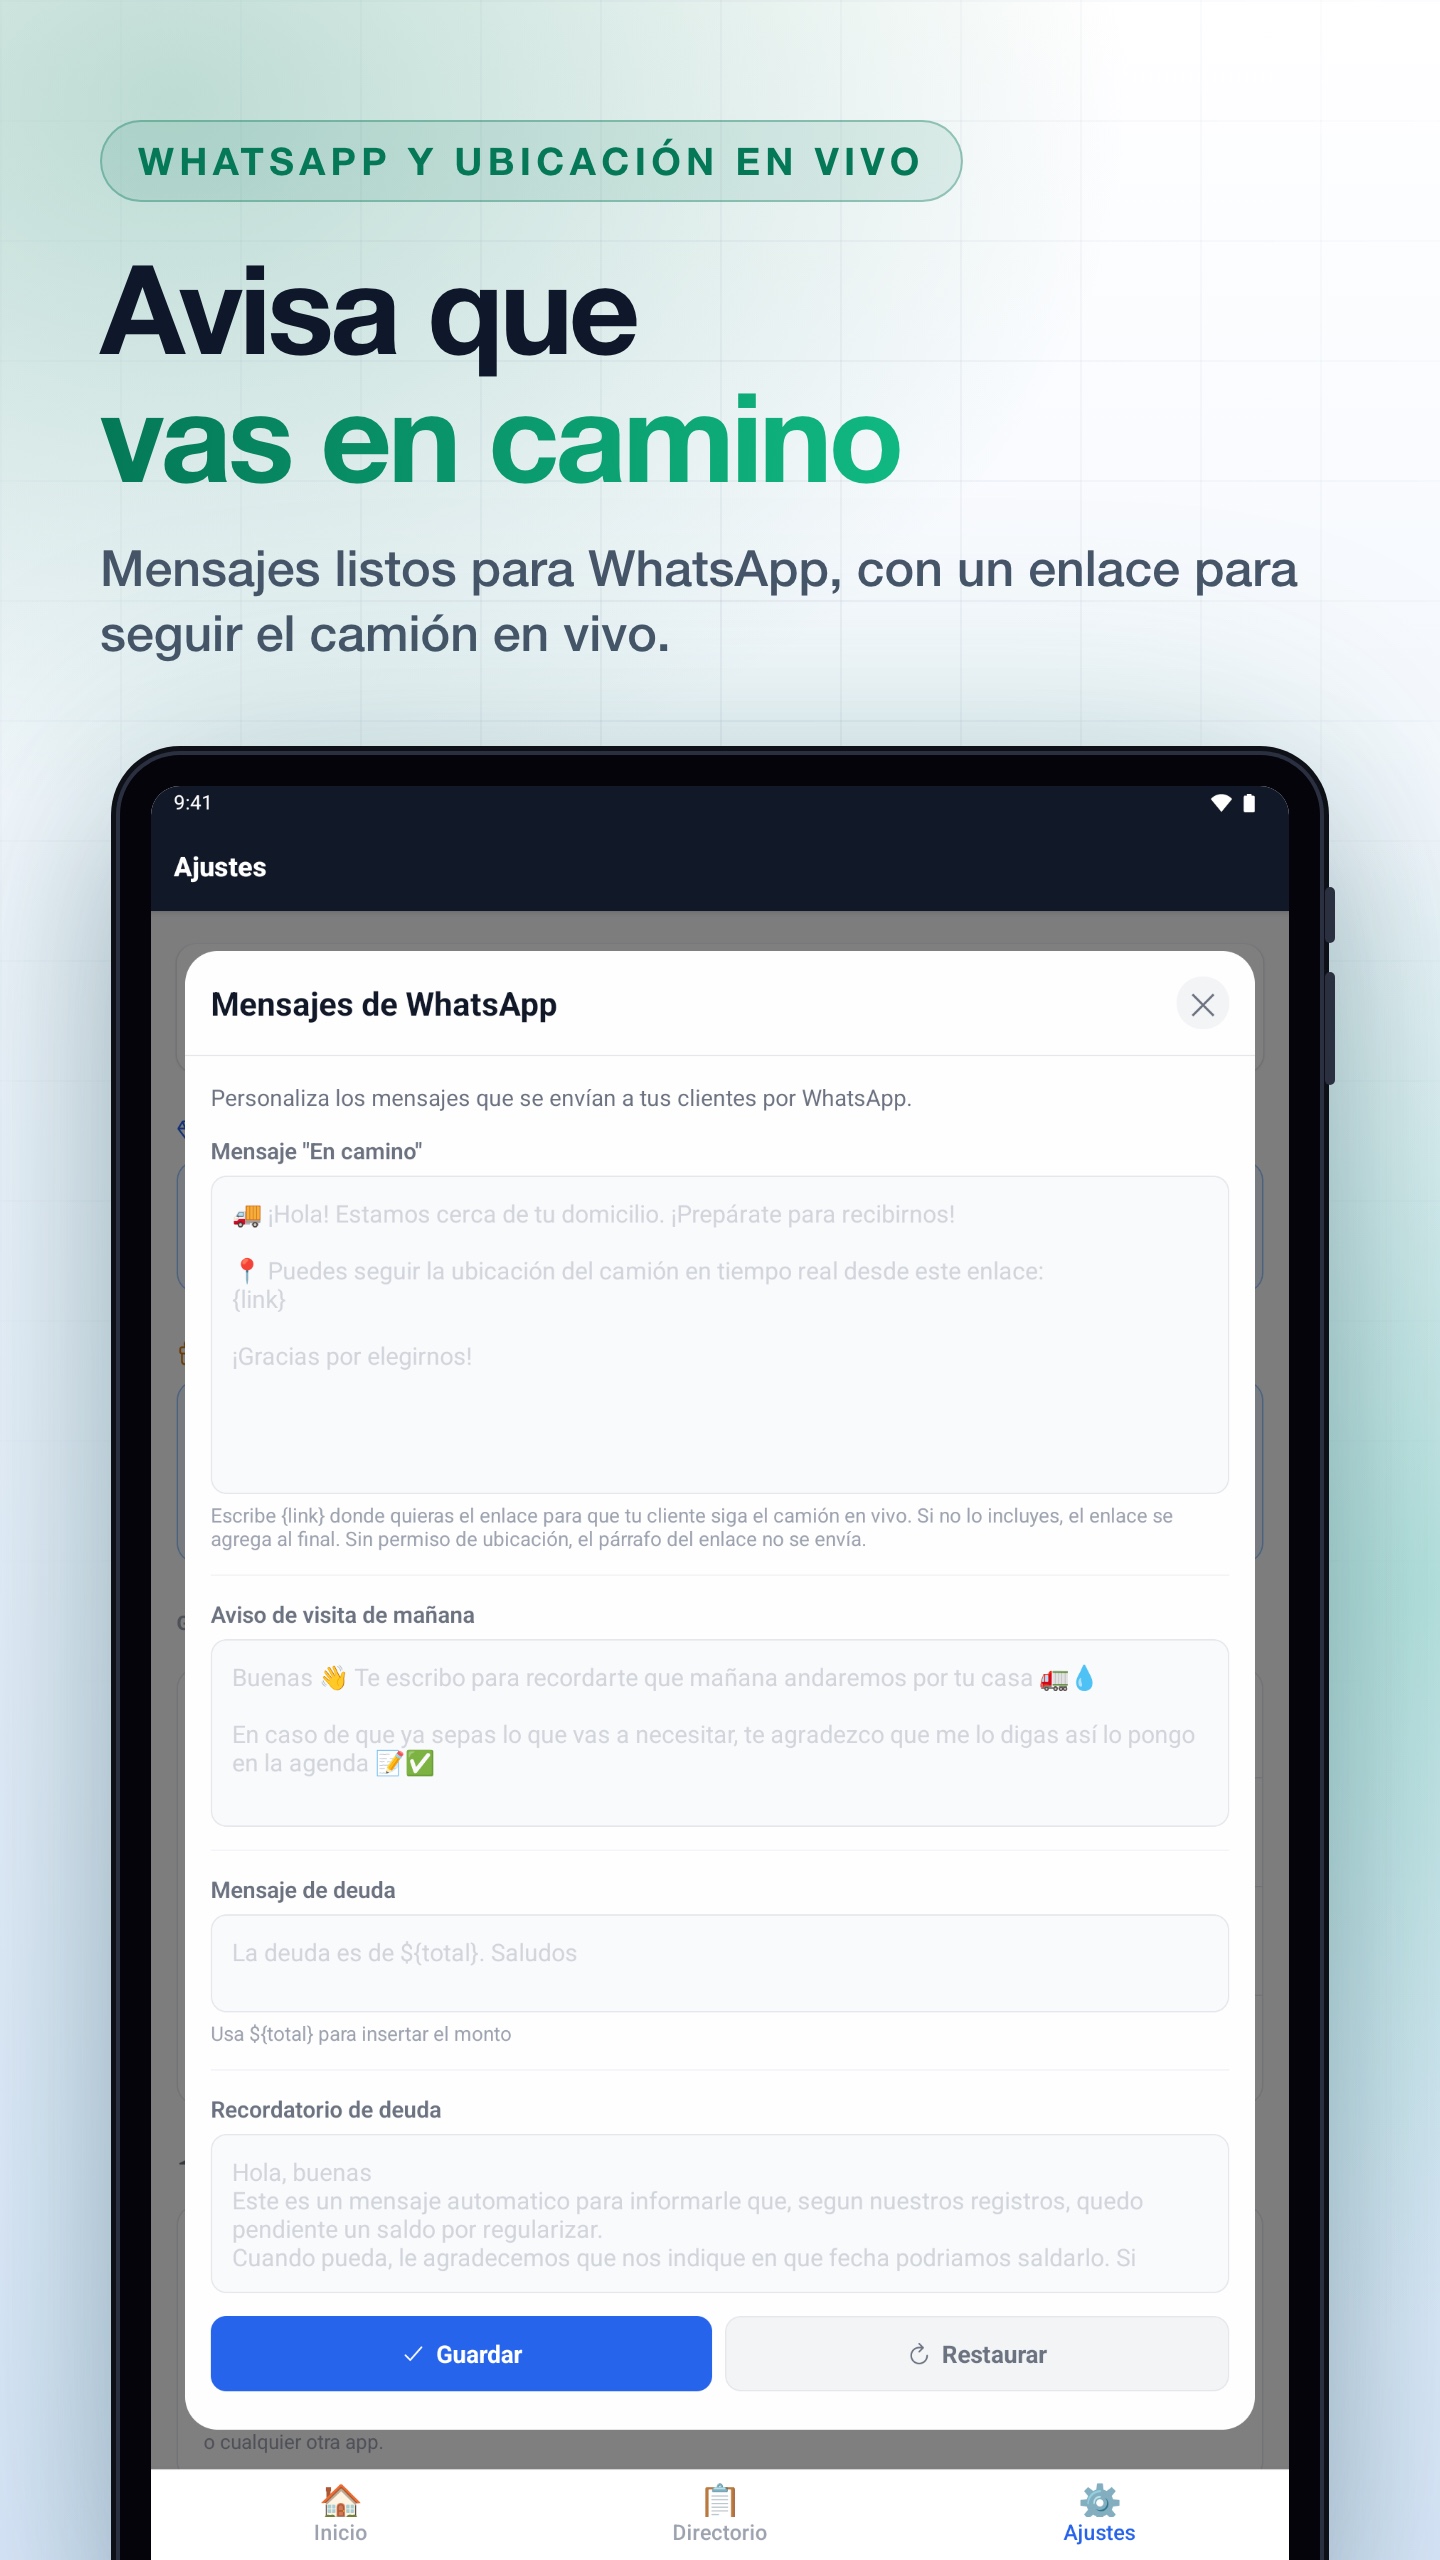 WHATSAPP Y UBICACIÓN EN VIVO
Avisa que
vas en camino
Mensajes listos para WhatsApp, con un enlace para
seguir el camión en vivo.
9:41
Ajustes
Mensajes de WhatsApp
Personaliza los mensajes que se envían a tus clientes por WhatsApp.
Mensaje "En camino"
🚚 ¡Hola! Estamos cerca de tu domicilio. ¡Prepárate para recibirnos!
📍 Puedes seguir la ubicación del camión en tiempo real desde este enlace:
{link}
¡Gracias por elegirnos!
Escribe {link} donde quieras el enlace para que tu cliente siga el camión en vivo. Si no lo incluyes, el enlace se
agrega al final. Sin permiso de ubicación, el párrafo del enlace no se envía.
Aviso de visita de mañana
Buenas 👋 Te escribo para recordarte que mañana andaremos por tu casa 🚛💧
En caso de que ya sepas lo que vas a necesitar, te agradezco que me lo digas así lo pongo
en la agenda 📝✅
Mensaje de deuda
La deuda es de ${total}. Saludos
Usa ${total} para insertar el monto
Recordatorio de deuda
Hola, buenas
Este es un mensaje automatico para informarle que, segun nuestros registros, quedo
pendiente un saldo por regularizar.
Cuando pueda, le agradecemos que nos indique en que fecha podriamos saldarlo. Si
Guardar
Restaurar
o cualquier otra app.
Inicio
Directorio
Ajustes